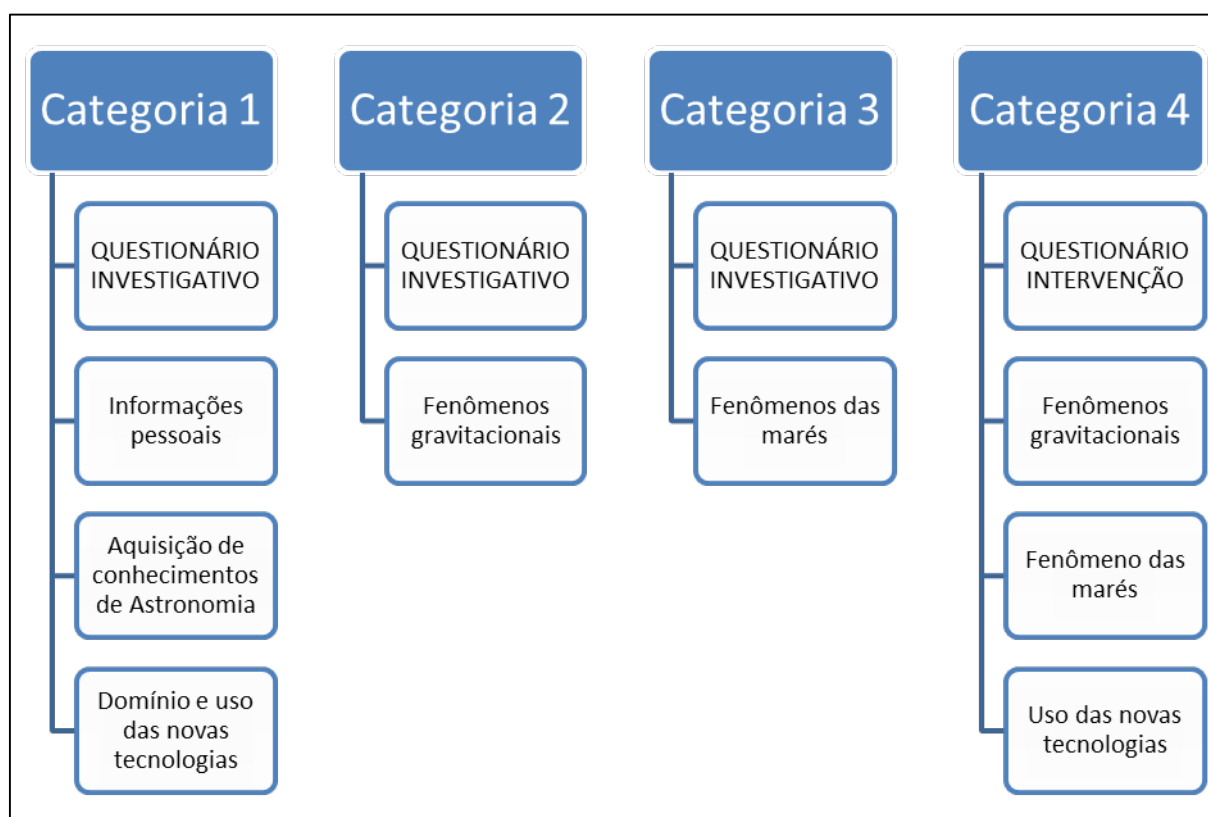 Categoria 1
QUESTIONÁRIO
INVESTIGATIVO
Informações
pessoais
Aquisição de
conhecimentos
de Astronomia
Domínio e uso
das novas
tecnologias
Categoria 2
QUESTIONÁRIO
INVESTIGATIVO
Fenômenos
gravitacionais
Categoria 3
QUESTIONÁRIO
INVESTIGATIVO
Fenômenos das
marés
Categoria 4
QUESTIONÁRIO
INTERVENÇÃO
Fenômenos
gravitacionais
Fenômeno das
marés
Uso das novas
tecnologias